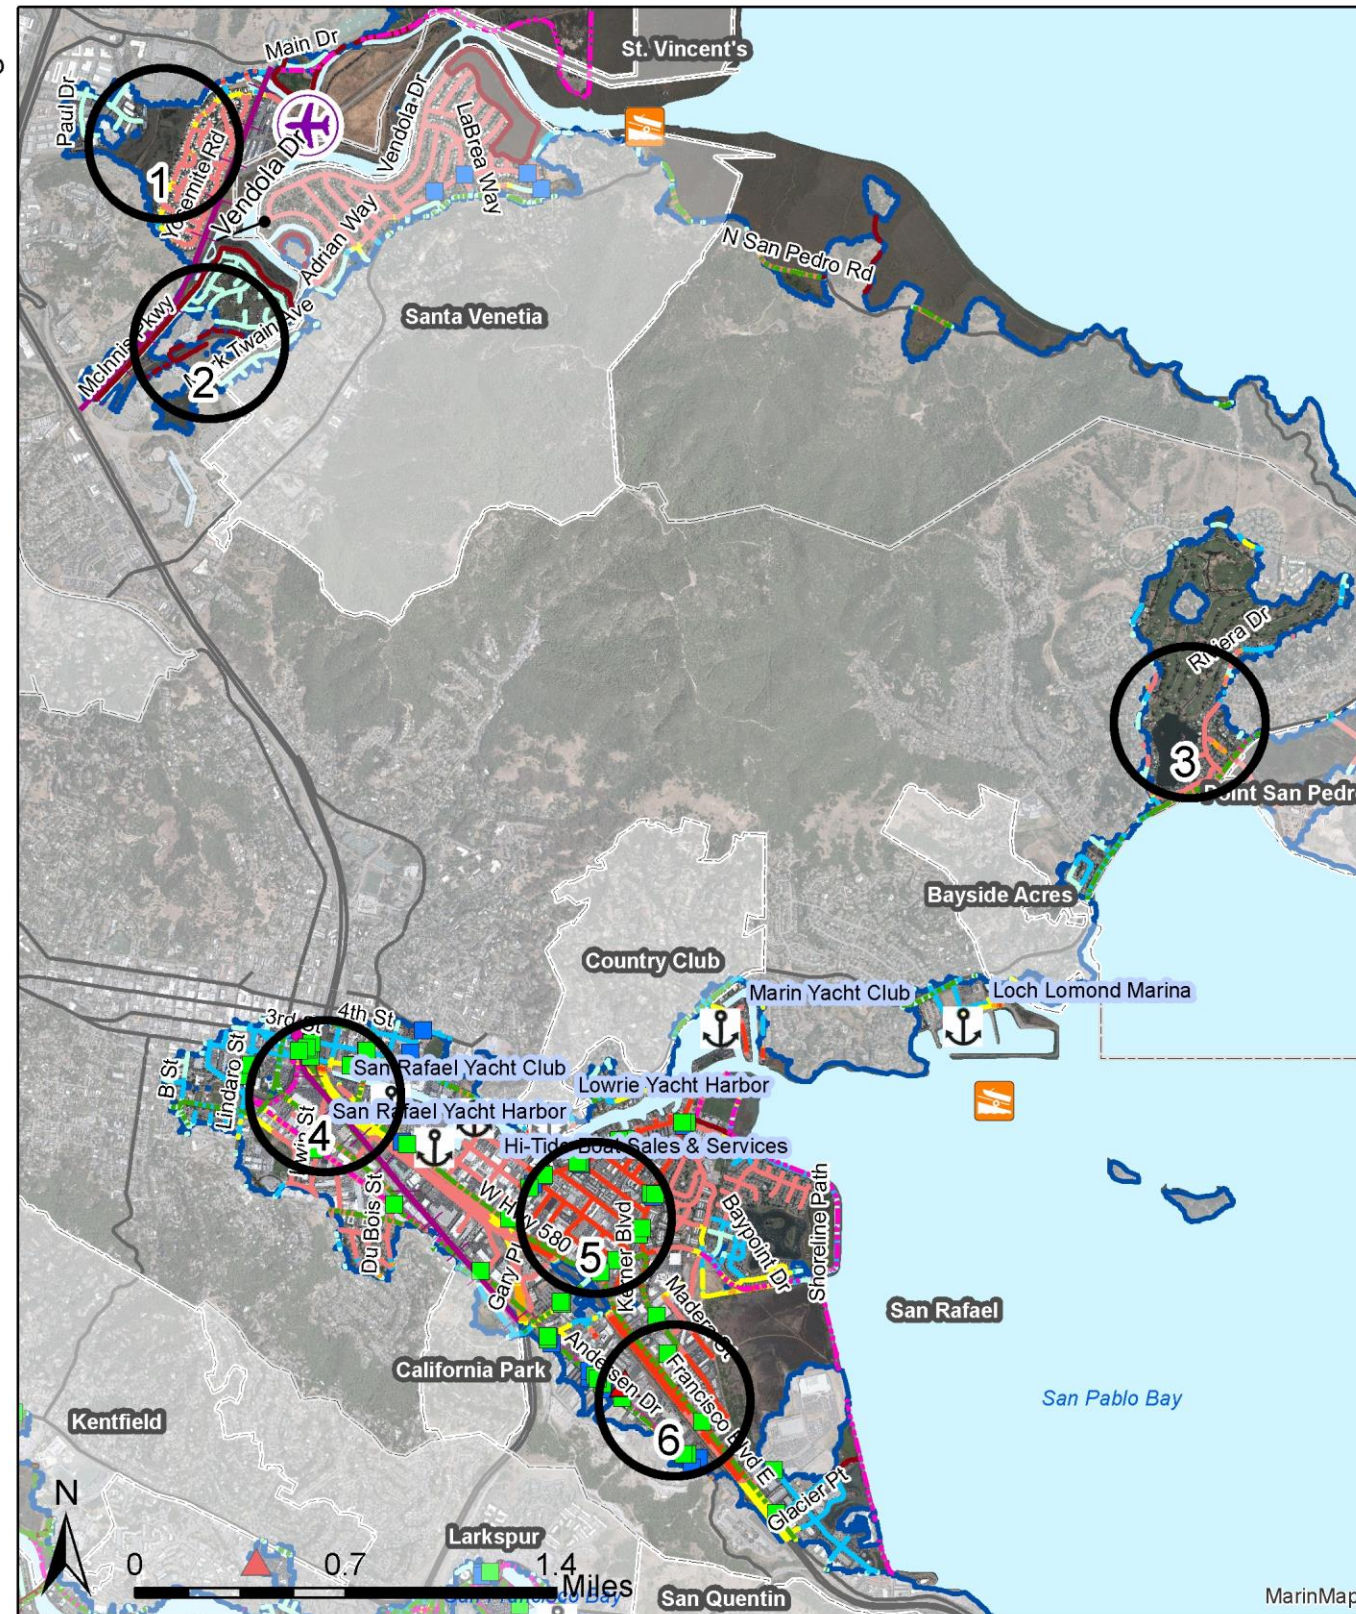 St. Vincent's
Main Dr
Paul Dr
Vendola Dr
LaBrea Way
1
Yosemite Rd
Vendola Dr
Adrian Way
N San Pedro Rd
Santa Venetia
McInnis Pkwy
2
Riviera Dr
3
Bayside Acres
Country Club
Marin Yacht Club
Loch Lomond Marina
3rd St
4th St
B St
Lindaro St
San Rafael Yacht Club
Lowrie Yacht Harbor
San Rafael Yacht Harbor
4
Hi-Tide Boat Sales & Services
Du Bois St
W Hwy 580
5
Kerner Blvd
Baypoint Dr
Shoreline Path
Gary Pl
San Rafael
California Park
Andersen Dr
Francisco Blvd E
6
San Pablo Bay
Kentfield
Glacier Pt
N
Larkspur
0
0.7
1.4
Miles
San Quentin
MarinMap